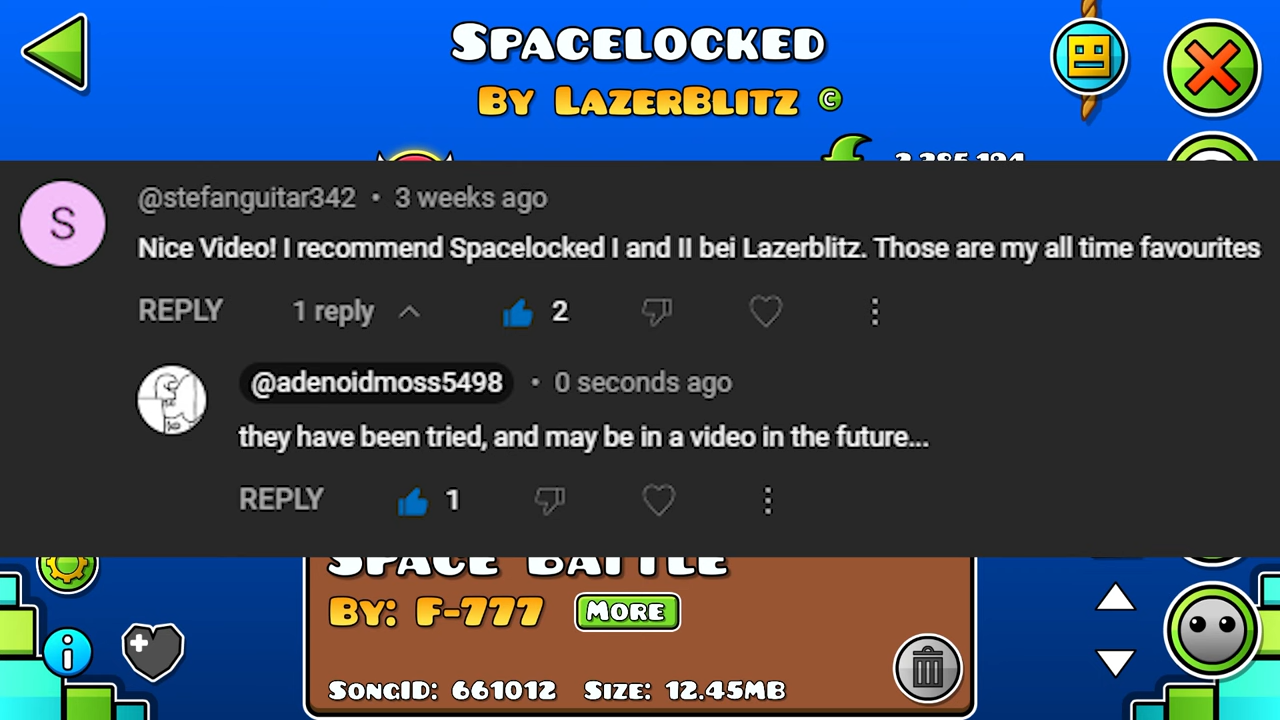 Spacelocked
By LazerBlitz ©
@stefanguitar342 • 3 weeks ago
S
Nice Video! I recommend Spacelocked I and II bei Lazerblitz. Those are my all time favourites
REPLY 1 reply 2
@adenoidmoss5498 • 0 seconds ago
they have been tried, and may be in a video in the future...
REPLY 1
Space Battle
By: F-777 More
SongID: 661012 Size: 12.45MB